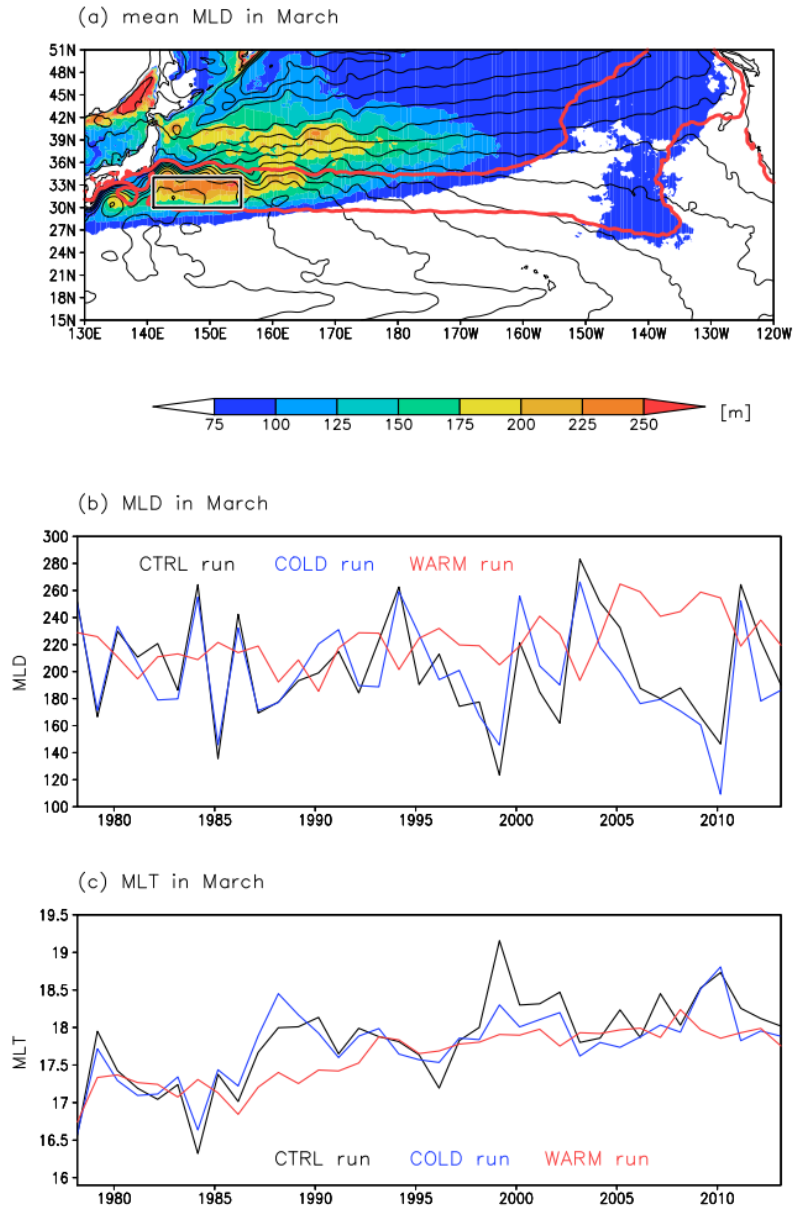 (a) mean MLD in March
51N
48N
45N
42N
39N
36N
33N
30N
27N
24N
21N
18N
15N
130E 140E 150E 160E 170E 180 170W 160W 150W 140W 130W 120W
75 100 125 150 175 200 225 250 [m]
(b) MLD in March
300
280
260
240
220
200
180
160
140
120
100
MLD
CTRL run COLD run WARM run
1980 1985 1990 1995 2000 2005 2010
(c) MLT in March
19.5
19
18.5
18
17.5
17
16.5
16
MLT
CTRL run COLD run WARM run
1980 1985 1990 1995 2000 2005 2010